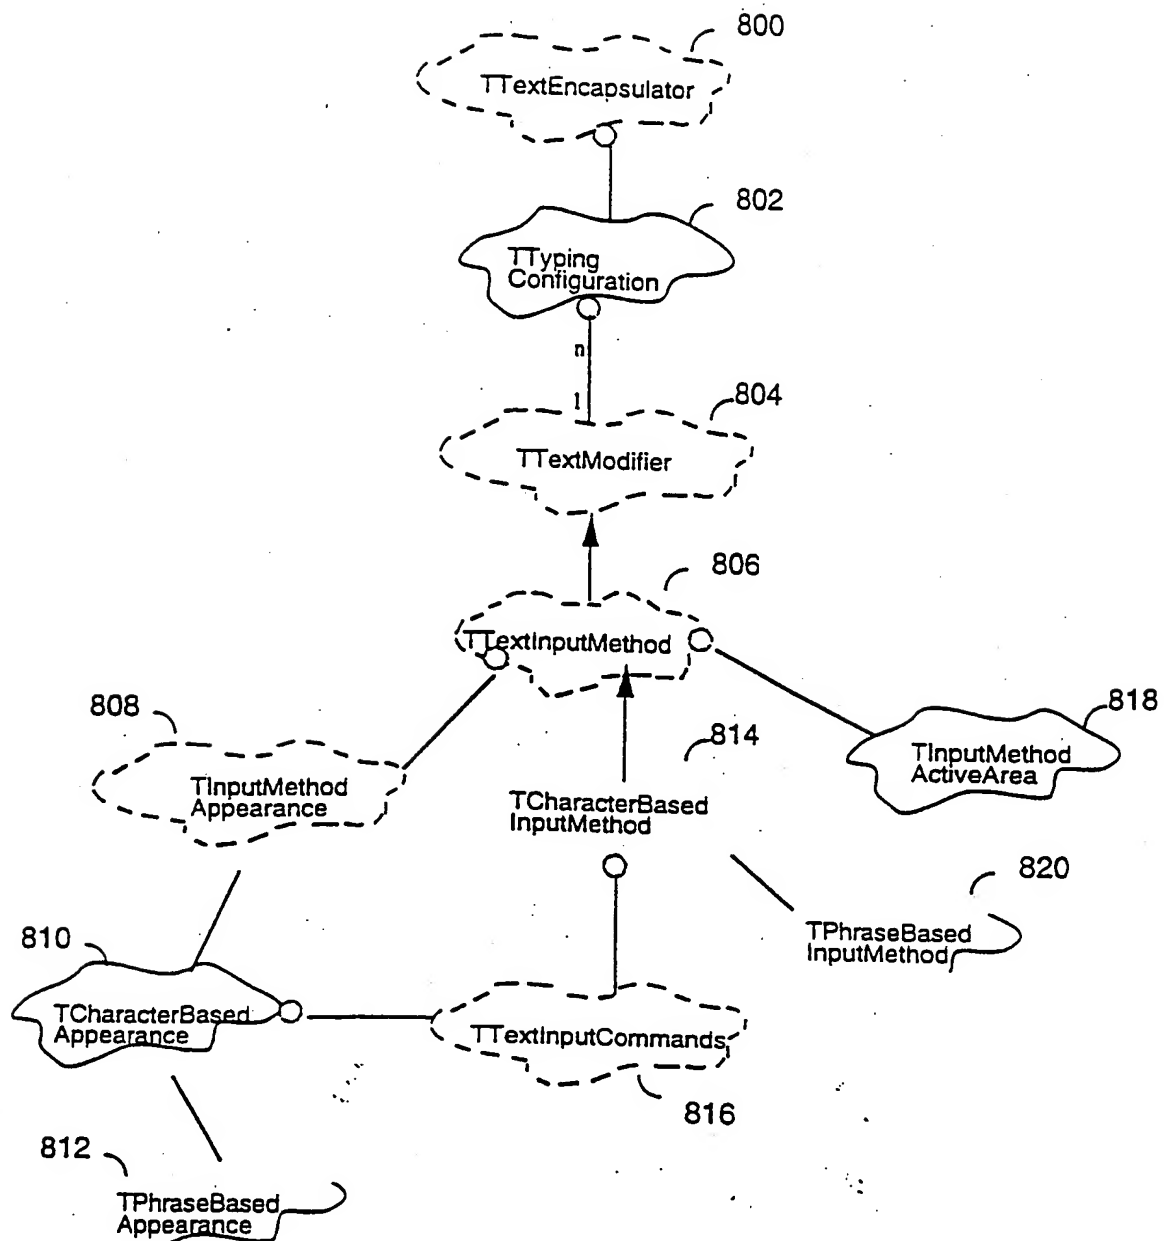 800
TTextEncapsulator
802
TTyping
Configuration
n
1
804
TTextModifier
806
TTextInputMethod
808
TInputMethod
Appearance
814
TCharacterBased
InputMethod
818
TInputMethod
ActiveArea
820
TPhraseBased
InputMethod
810
TCharacterBased
Appearance
TTextInputCommands
816
812
TPhraseBased
Appearance